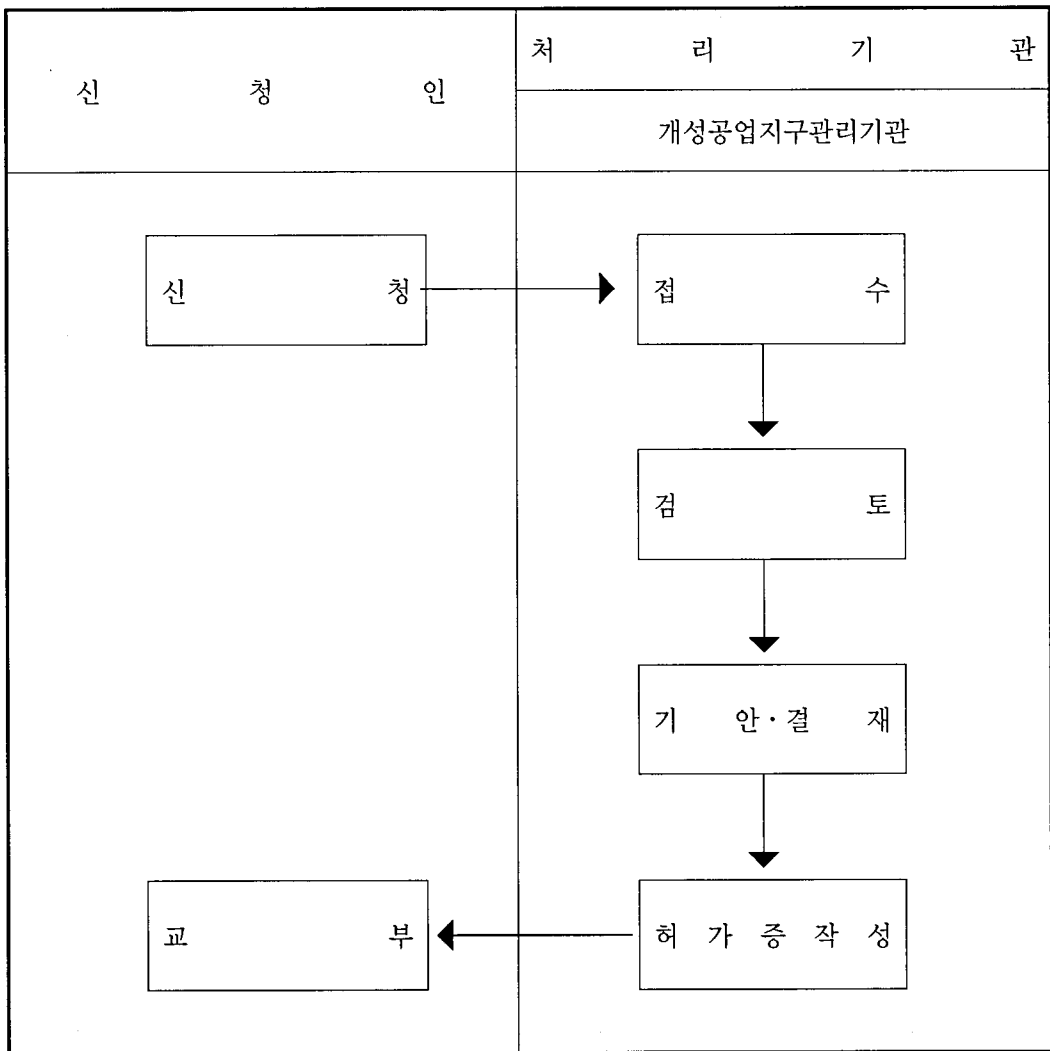 신 청 인
처 리 기 관
개성공업지구관리기관
신 청
접 수
검 토
기 안·결 재
교 부
허 가 증 작 성